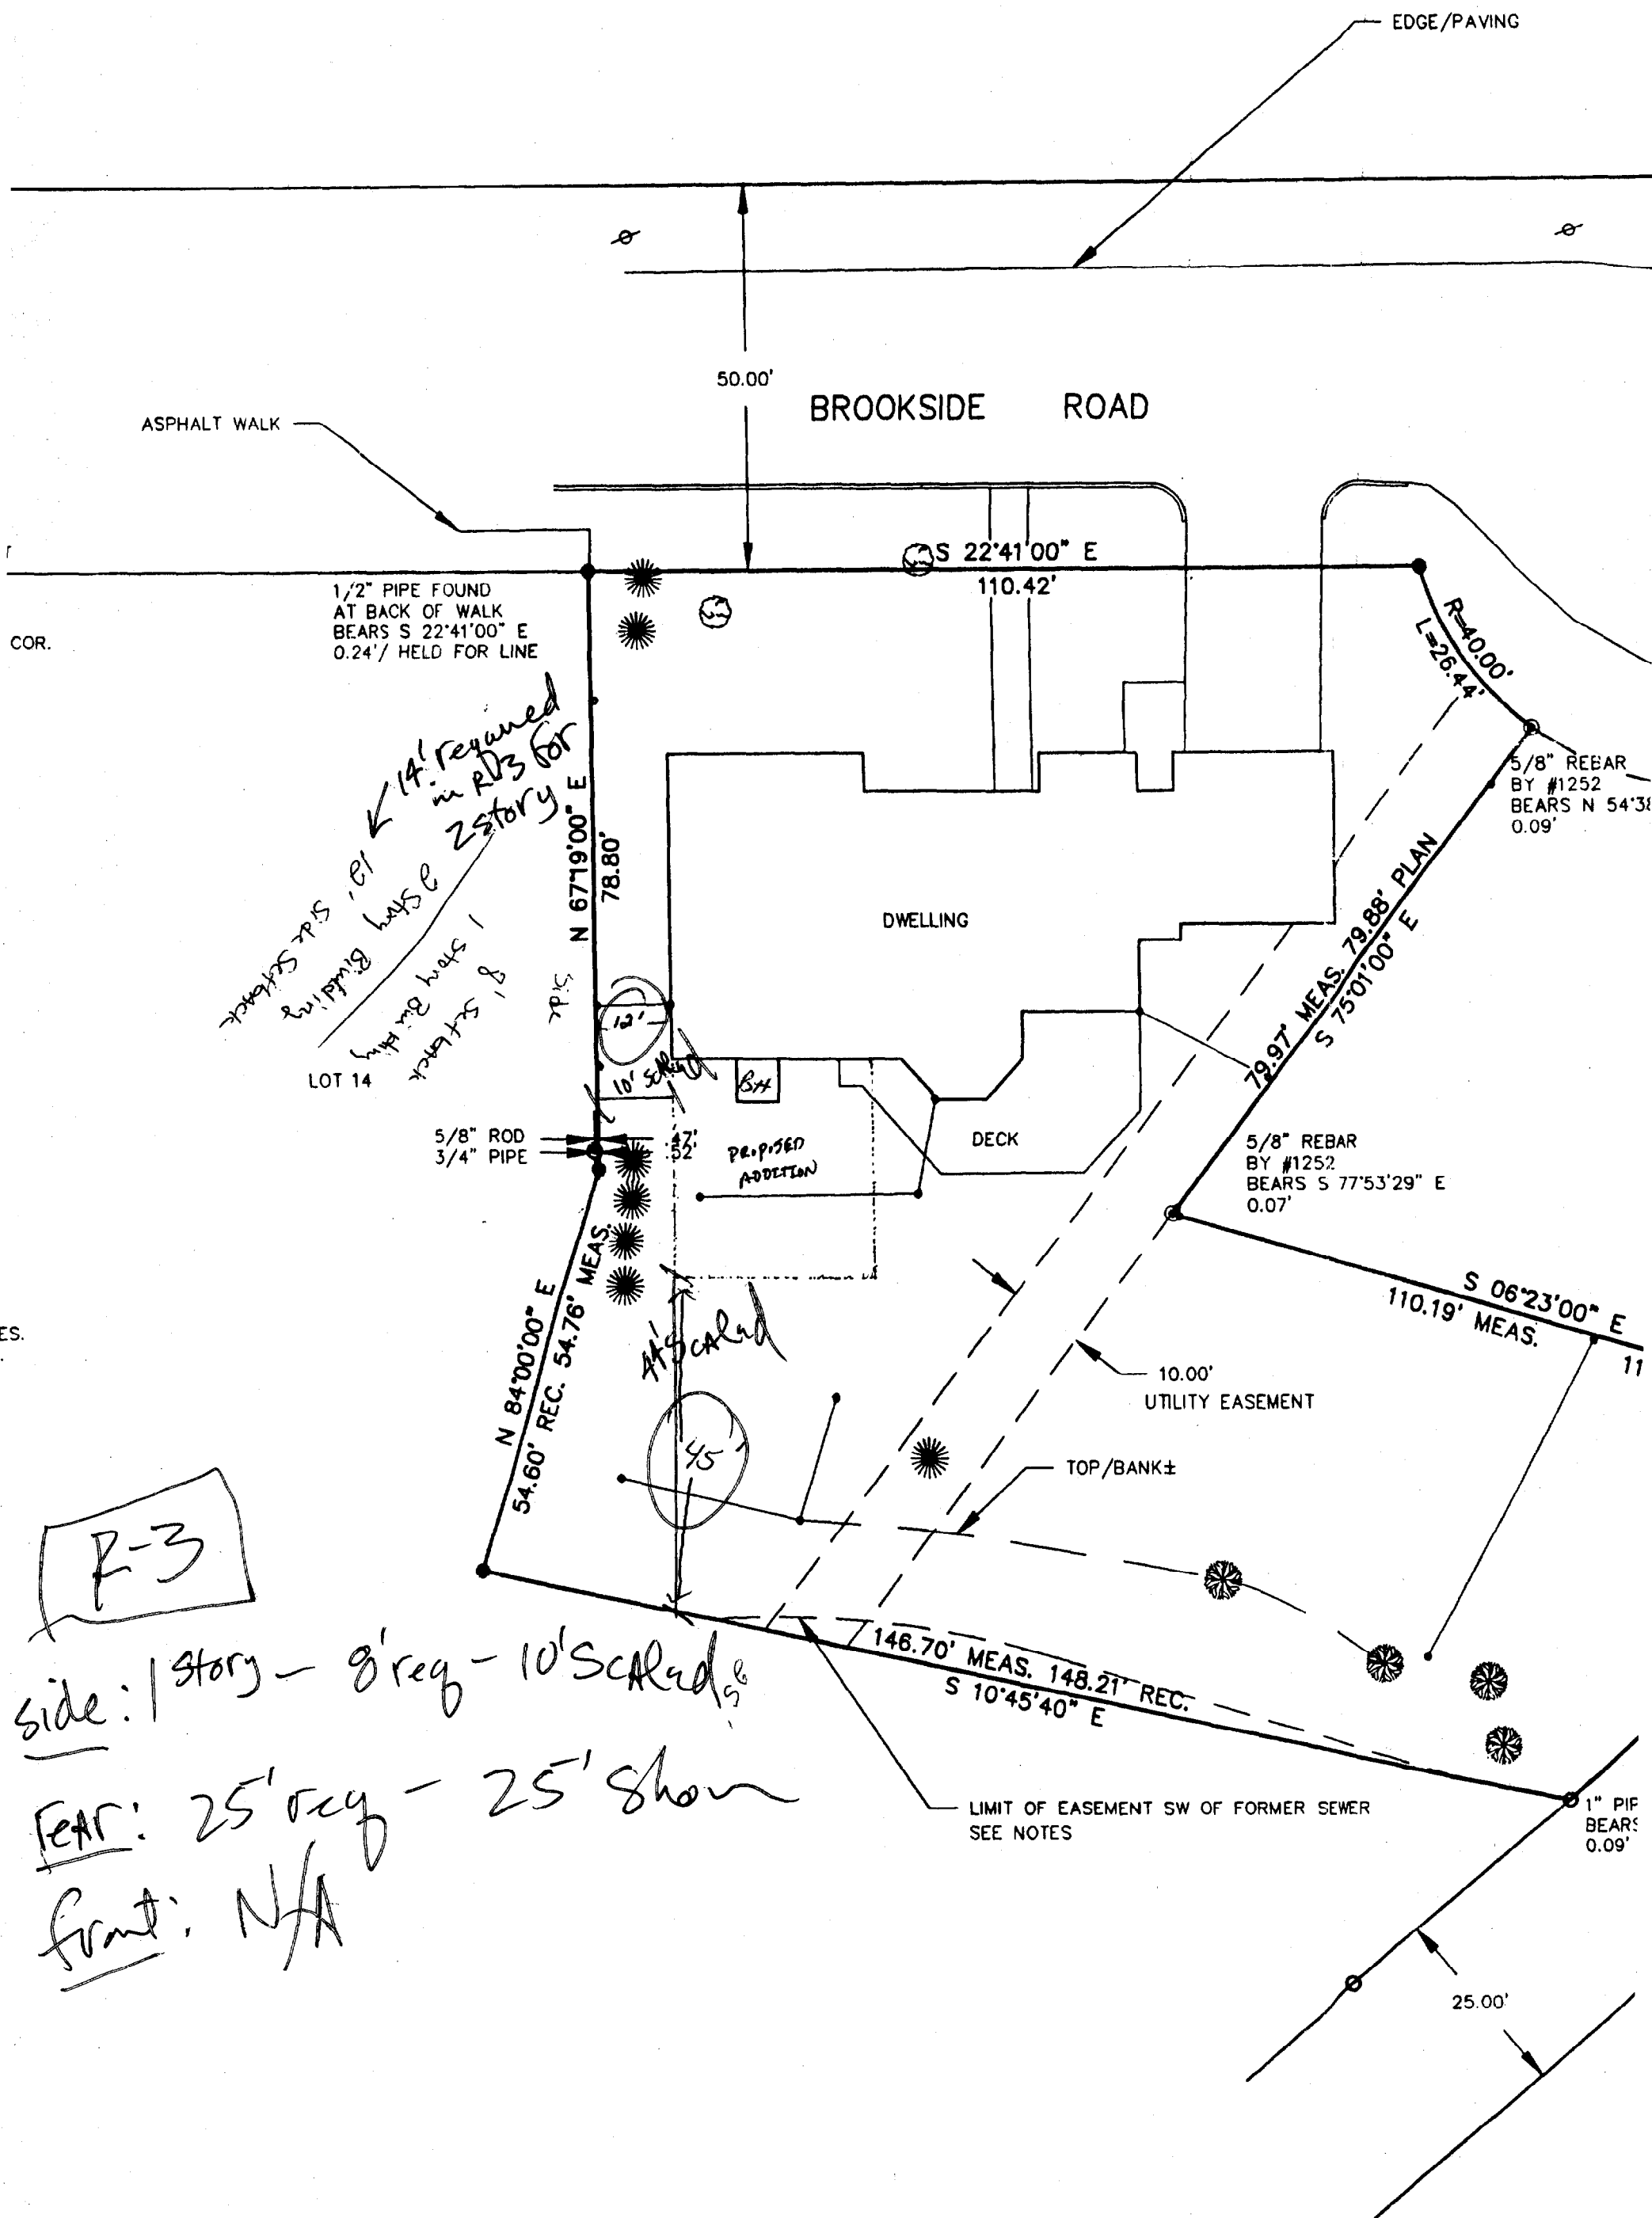 EDGE/PAVING
50.00'
BROOKSIDE ROAD
ASPHALT WALK
S 22°41'00" E
110.42'
1/2" PIPE FOUND
AT BACK OF WALK
BEARS S 22°41'00" E
0.24'/ HELD FOR LINE
COR.
R=40.00'
L=26.44'
14' required
in R3 for
2 story
5/8" REBAR
BY #1252
BEARS N 54°38
0.09'
N 67°19'00" E
78.80'
DWELLING
79.97' MEAS. 79.88' PLAN
S 75°01'00" E
Side Setback
2 Story Building
8' Setback
1 Story Building
Side
12'
10' Scaled
BH
LOT 14
5/8" ROD
3/4" PIPE
.47'
.52'
PROPOSED
ADDITION
DECK
5/8" REBAR
BY #1252
BEARS S 77°53'29" E
0.07'
N 84°00'00" E
54.60' REC. 54.76' MEAS.
S 06°23'00" E
110.19' MEAS.
11
ES.
44' Scaled
45'
10.00'
UTILITY EASEMENT
TOP/BANK±
R-3
side: 1 story - 8' req - 10' Scaled
rear: 25' req - 25' Shown
front: N/A
146.70' MEAS. 148.21' REC.
S 10°45'40" E
LIMIT OF EASEMENT SW OF FORMER SEWER
SEE NOTES
1" PIP
BEARS
0.09'
25.00'